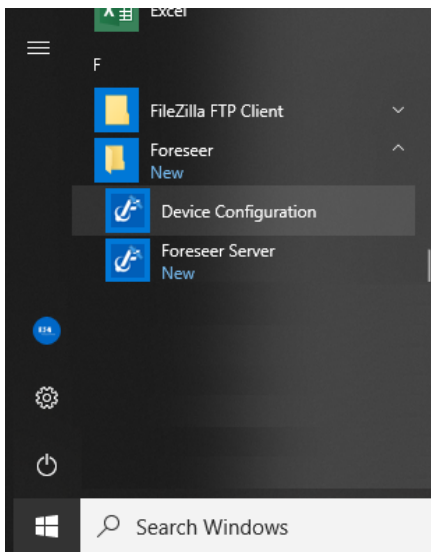 Excel
F
FileZilla FTP Client
Foreseer
New
Device Configuration
Foreseer Server
New
Search Windows